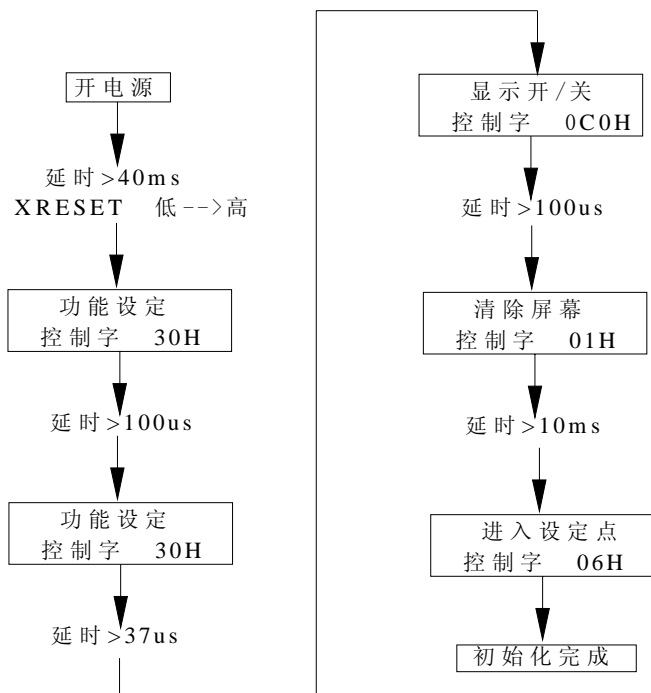 开电源
延时>40ms
XRESET 低-->高
功能设定
控制字 30H
延时>100us
功能设定
控制字 30H
延时>37us
显示开/关
控制字 0C0H
延时>100us
清除屏幕
控制字 01H
延时>10ms
进入设定点
控制字 06H
初始化完成